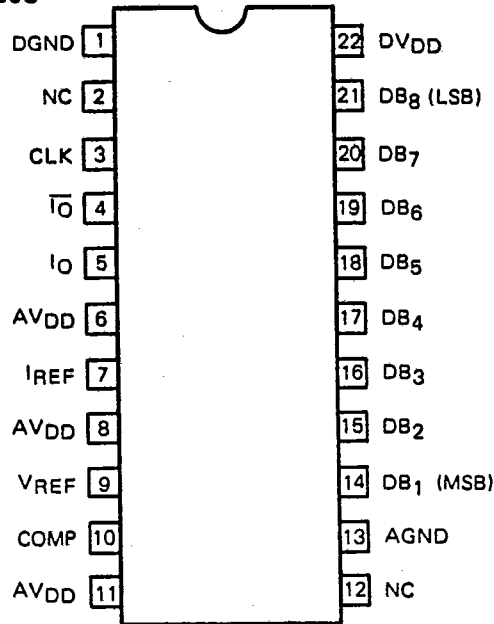 DGND 1
NC 2
CLK 3
I̅O̅ 4
IO 5
AVDD 6
IREF 7
AVDD 8
VREF 9
COMP 10
AVDD 11
22 DVDD
21 DB8 (LSB)
20 DB7
19 DB6
18 DB5
17 DB4
16 DB3
15 DB2
14 DB1 (MSB)
13 AGND
12 NC